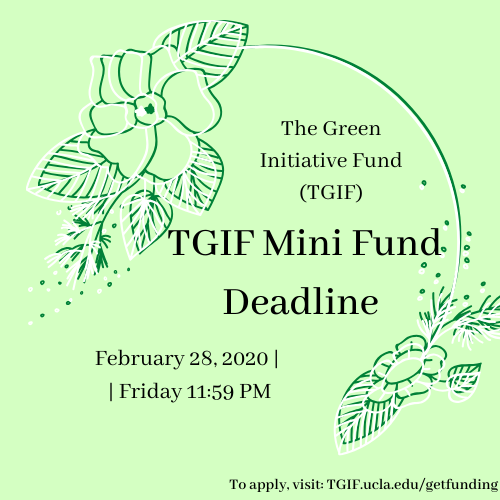 The Green
Initiative Fund
(TGIF)
TGIF Mini Fund
Deadline
February 28, 2020 |
| Friday 11:59 PM
To apply, visit: TGIF.ucla.edu/getfunding